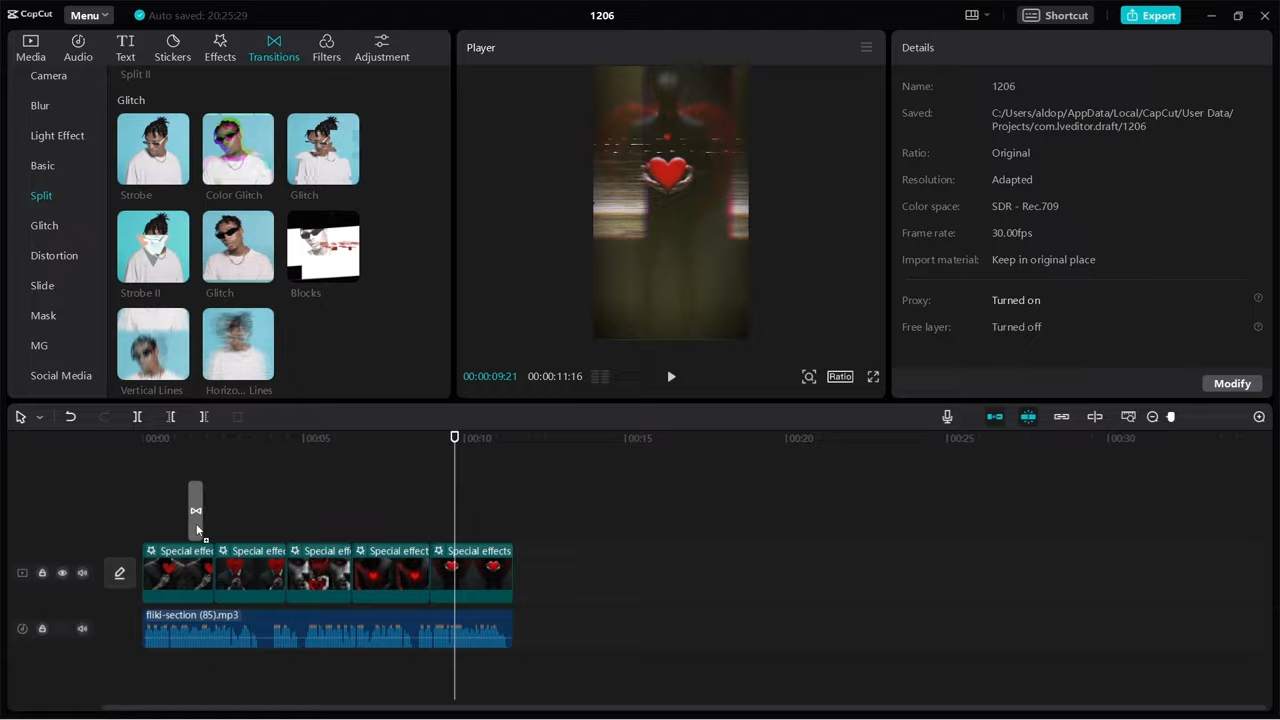 CapCut
Menu
Auto saved: 20:25:29
1206
Shortcut
Export
Media
Audio
Text
Stickers
Effects
Transitions
Filters
Adjustment
Player
Details
Camera
Blur
Light Effect
Basic
Split
Glitch
Distortion
Slide
Mask
MG
Social Media
Split II
Glitch
Strobe
Color Glitch
Glitch
Strobe II
Glitch
Blocks
Vertical Lines
Horizo... Lines
00:00:09:21
00:00:11:16
Ratio
Name: 1206
Saved: C:/Users/aldop/AppData/Local/CapCut/User Data/
Projects/com.lveditor.draft/1206
Ratio: Original
Resolution: Adapted
Color space: SDR - Rec.709
Frame rate: 30.00fps
Import material: Keep in original place
Proxy: Turned on
Free layer: Turned off
Modify
00:00
00:05
00:10
00:15
00:20
00:25
00:30
Special effec
Special effec
Special eff
Special effect
Special effects
fliki-section (85).mp3